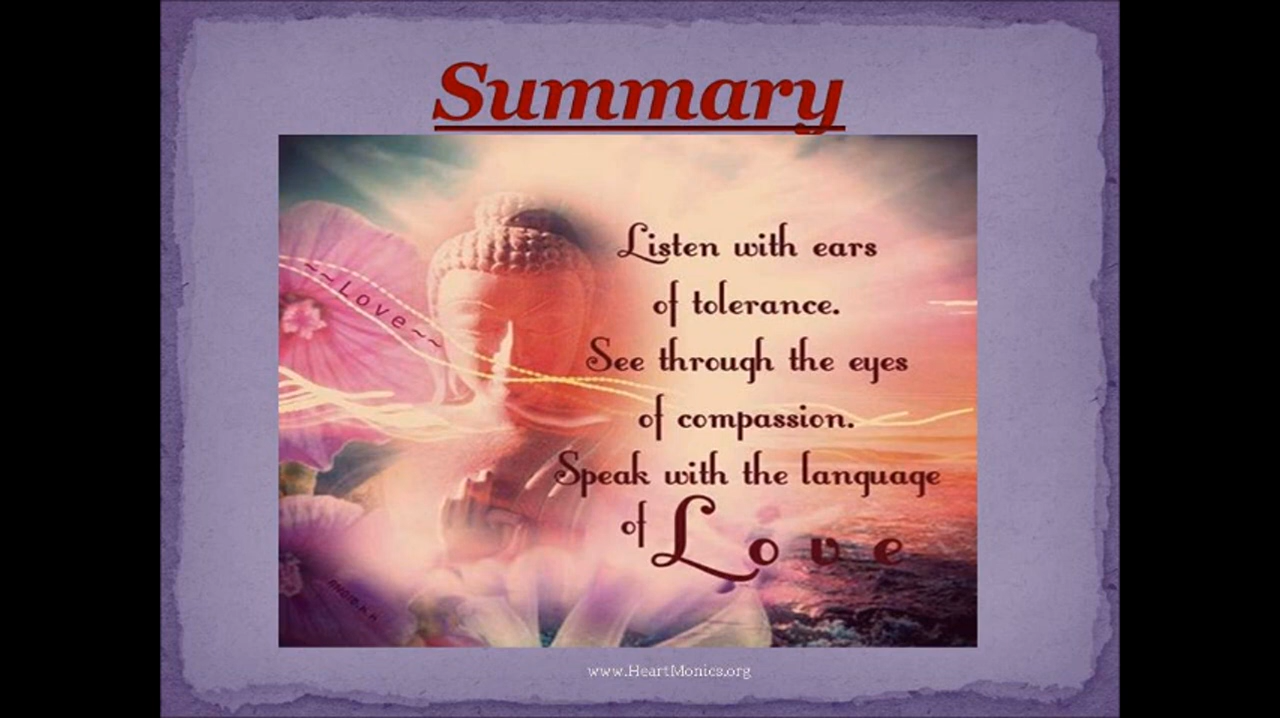 Summary
~~Love~~
Listen with ears
of tolerance.
See through the eyes
of compassion.
Speak with the language
of Love
www.HeartMonics.org